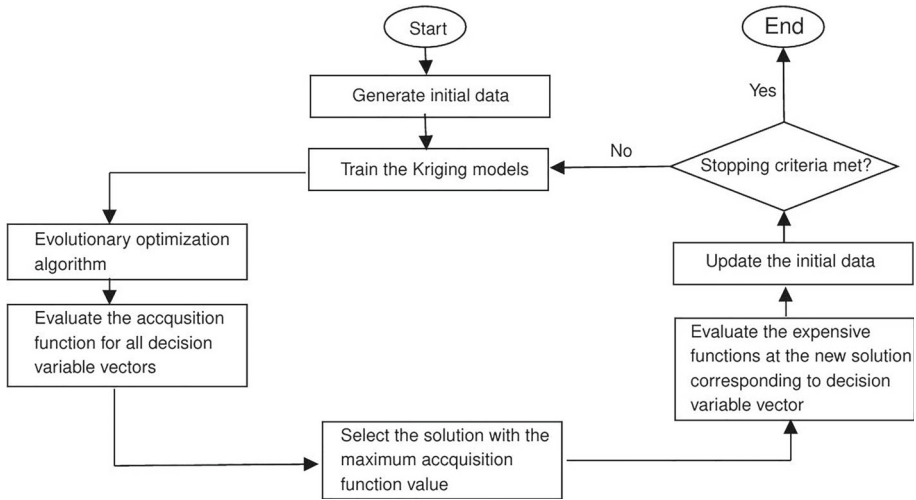 Start
Generate initial data
Train the Kriging models
Evolutionary optimization
algorithm
Evaluate the accqusition
function for all decision
variable vectors
Select the solution with the
maximum accquisition
function value
Evaluate the expensive
functions at the new solution
corresponding to decision
variable vector
Update the initial data
Stopping criteria met?
No
Yes
End